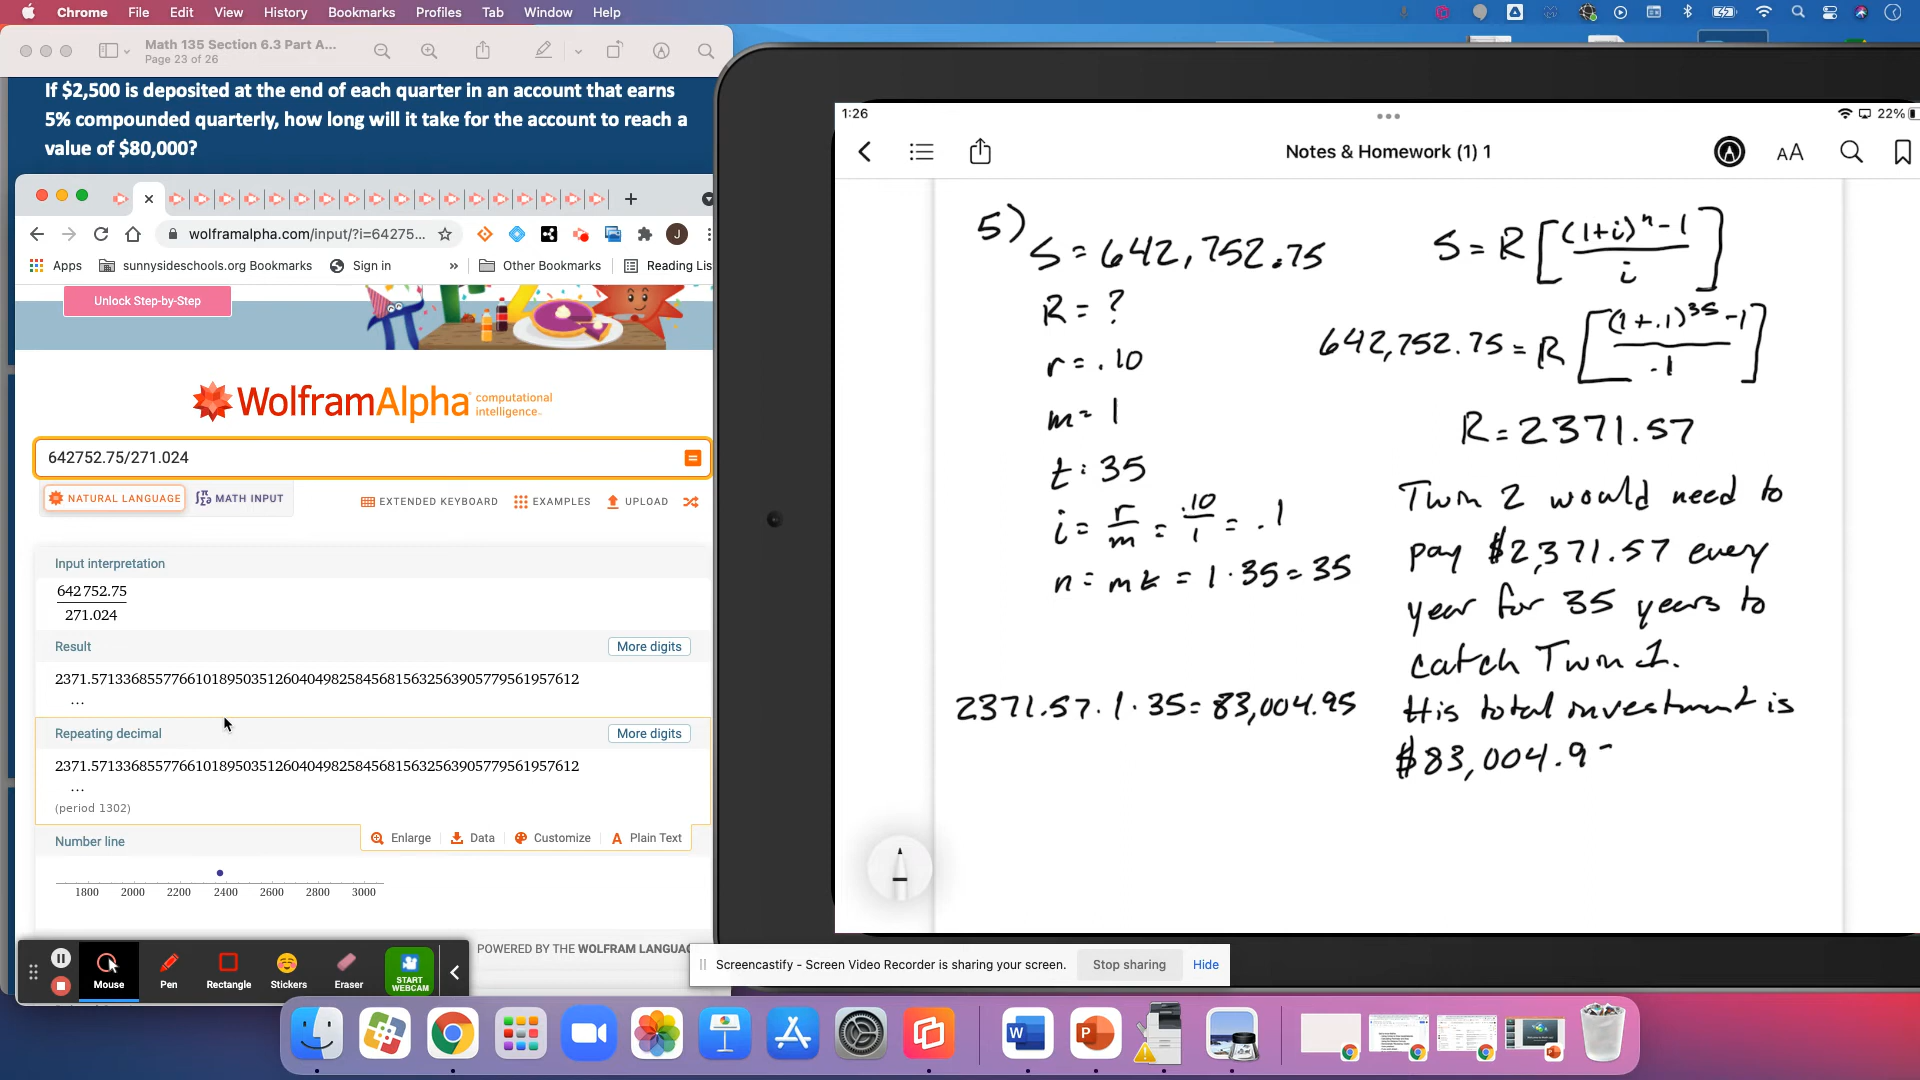 Chrome File Edit View History Bookmarks Profiles Tab Window Help
Math 135 Section 6.3 Part A...
Page 23 of 26
If $2,500 is deposited at the end of each quarter in an account that earns
5% compounded quarterly, how long will it take for the account to reach a
value of $80,000?
wolframalpha.com/input/?i=64275...
J
Apps sunnysideschools.org Bookmarks Sign in » Other Bookmarks Reading Lis
Unlock Step-by-Step
WolframAlpha computational intelligence.
642752.75/271.024
NATURAL LANGUAGE MATH INPUT EXTENDED KEYBOARD EXAMPLES UPLOAD
Input interpretation
642 752.75
271.024
Result More digits
2371.571336855776610189503512604049825845681563256390577956195 7612
...
Repeating decimal More digits
2371.571336855776610189503512604049825845681563256390577956195 7612
...
(period 1302)
Number line Enlarge Data Customize Plain Text
1800 2000 2200 2400 2600 2800 3000
POWERED BY THE WOLFRAM LANGUAG
Mouse Pen Rectangle Stickers Eraser START WEBCAM
1:26 22%
Notes & Homework (1) 1
AA
5)
S = 642,752.75
R = ?
r = .10
m = 1
t = 35
i = r/m = .10/1 = .1
n = mt = 1 · 35 = 35
2371.57 · 1 · 35 = 83,004.95
S = R [ (1+i)^n - 1 / i ]
642,752.75 = R [ (1+.1)^35 - 1 / .1 ]
R = 2371.57
Twin 2 would need to
pay $2,371.57 every
year for 35 years to
catch Twin 1.
His total investment is
$83,004.9
Screencastify - Screen Video Recorder is sharing your screen. Stop sharing Hide